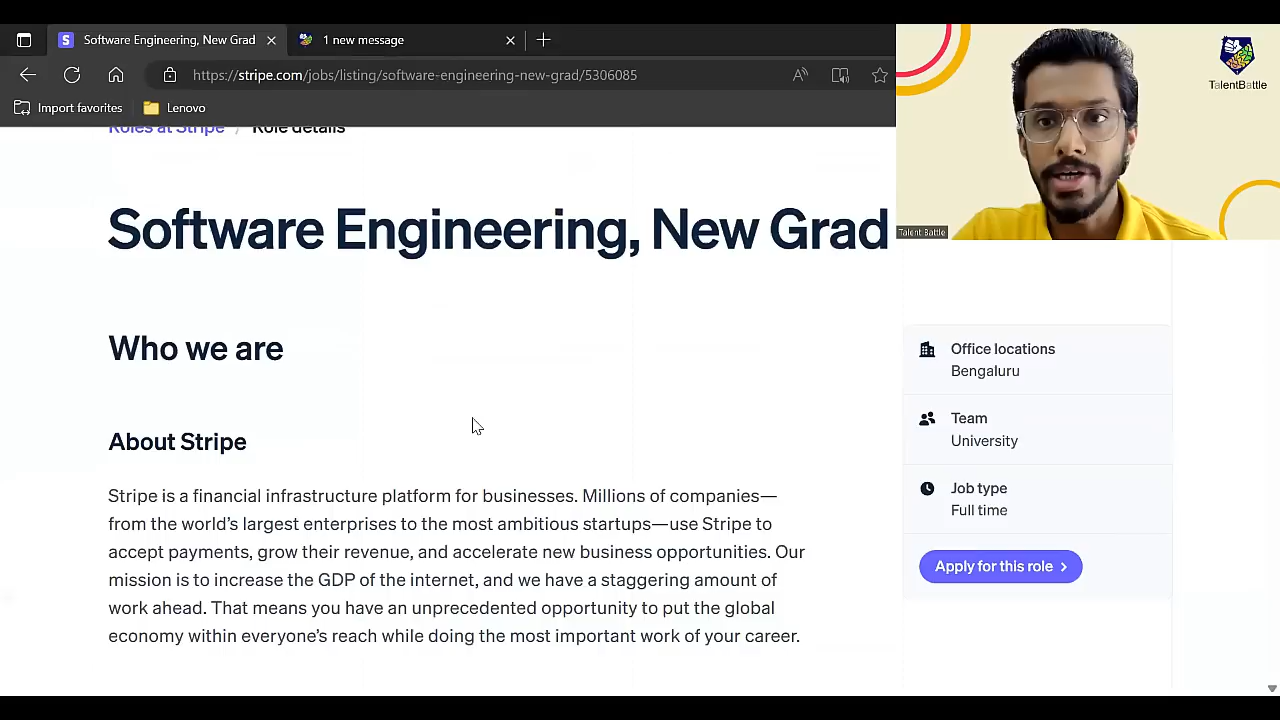 Software Engineering, New Grad
1 new message
https://stripe.com/jobs/listing/software-engineering-new-grad/5306085
Import favorites
Lenovo
TalentBattle
Talent Battle
Roles at Stripe / Role details
Software Engineering, New Grad
Who we are
About Stripe
Stripe is a financial infrastructure platform for businesses. Millions of companies—
from the world's largest enterprises to the most ambitious startups—use Stripe to
accept payments, grow their revenue, and accelerate new business opportunities. Our
mission is to increase the GDP of the internet, and we have a staggering amount of
work ahead. That means you have an unprecedented opportunity to put the global
economy within everyone's reach while doing the most important work of your career.
Office locations
Bengaluru
Team
University
Job type
Full time
Apply for this role